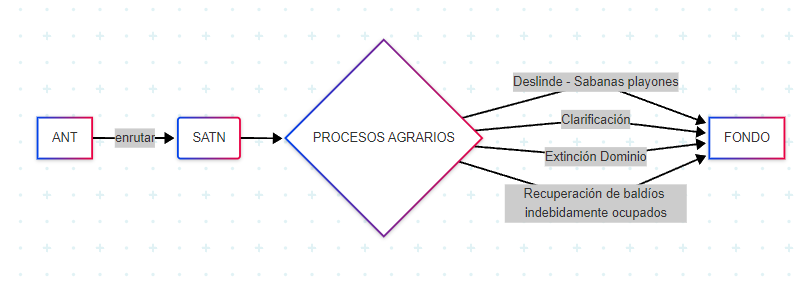 ANT
enrutar
SATN
PROCESOS AGRARIOS
Deslinde - Sabanas playones
Clarificación
Extinción Dominio
Recuperación de baldíos
indebidamente ocupados
FONDO